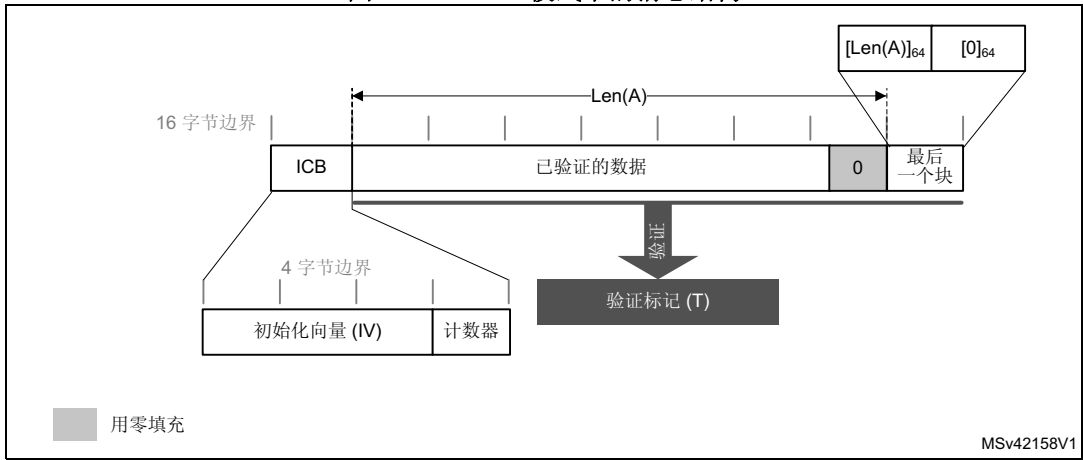 [Len(A)]64 [0]64
Len(A)
16 字节边界
ICB 已验证的数据 0 最后
一个块
验证
4 字节边界
验证标记 (T)
初始化向量 (IV) 计数器
用零填充
MSv42158V1